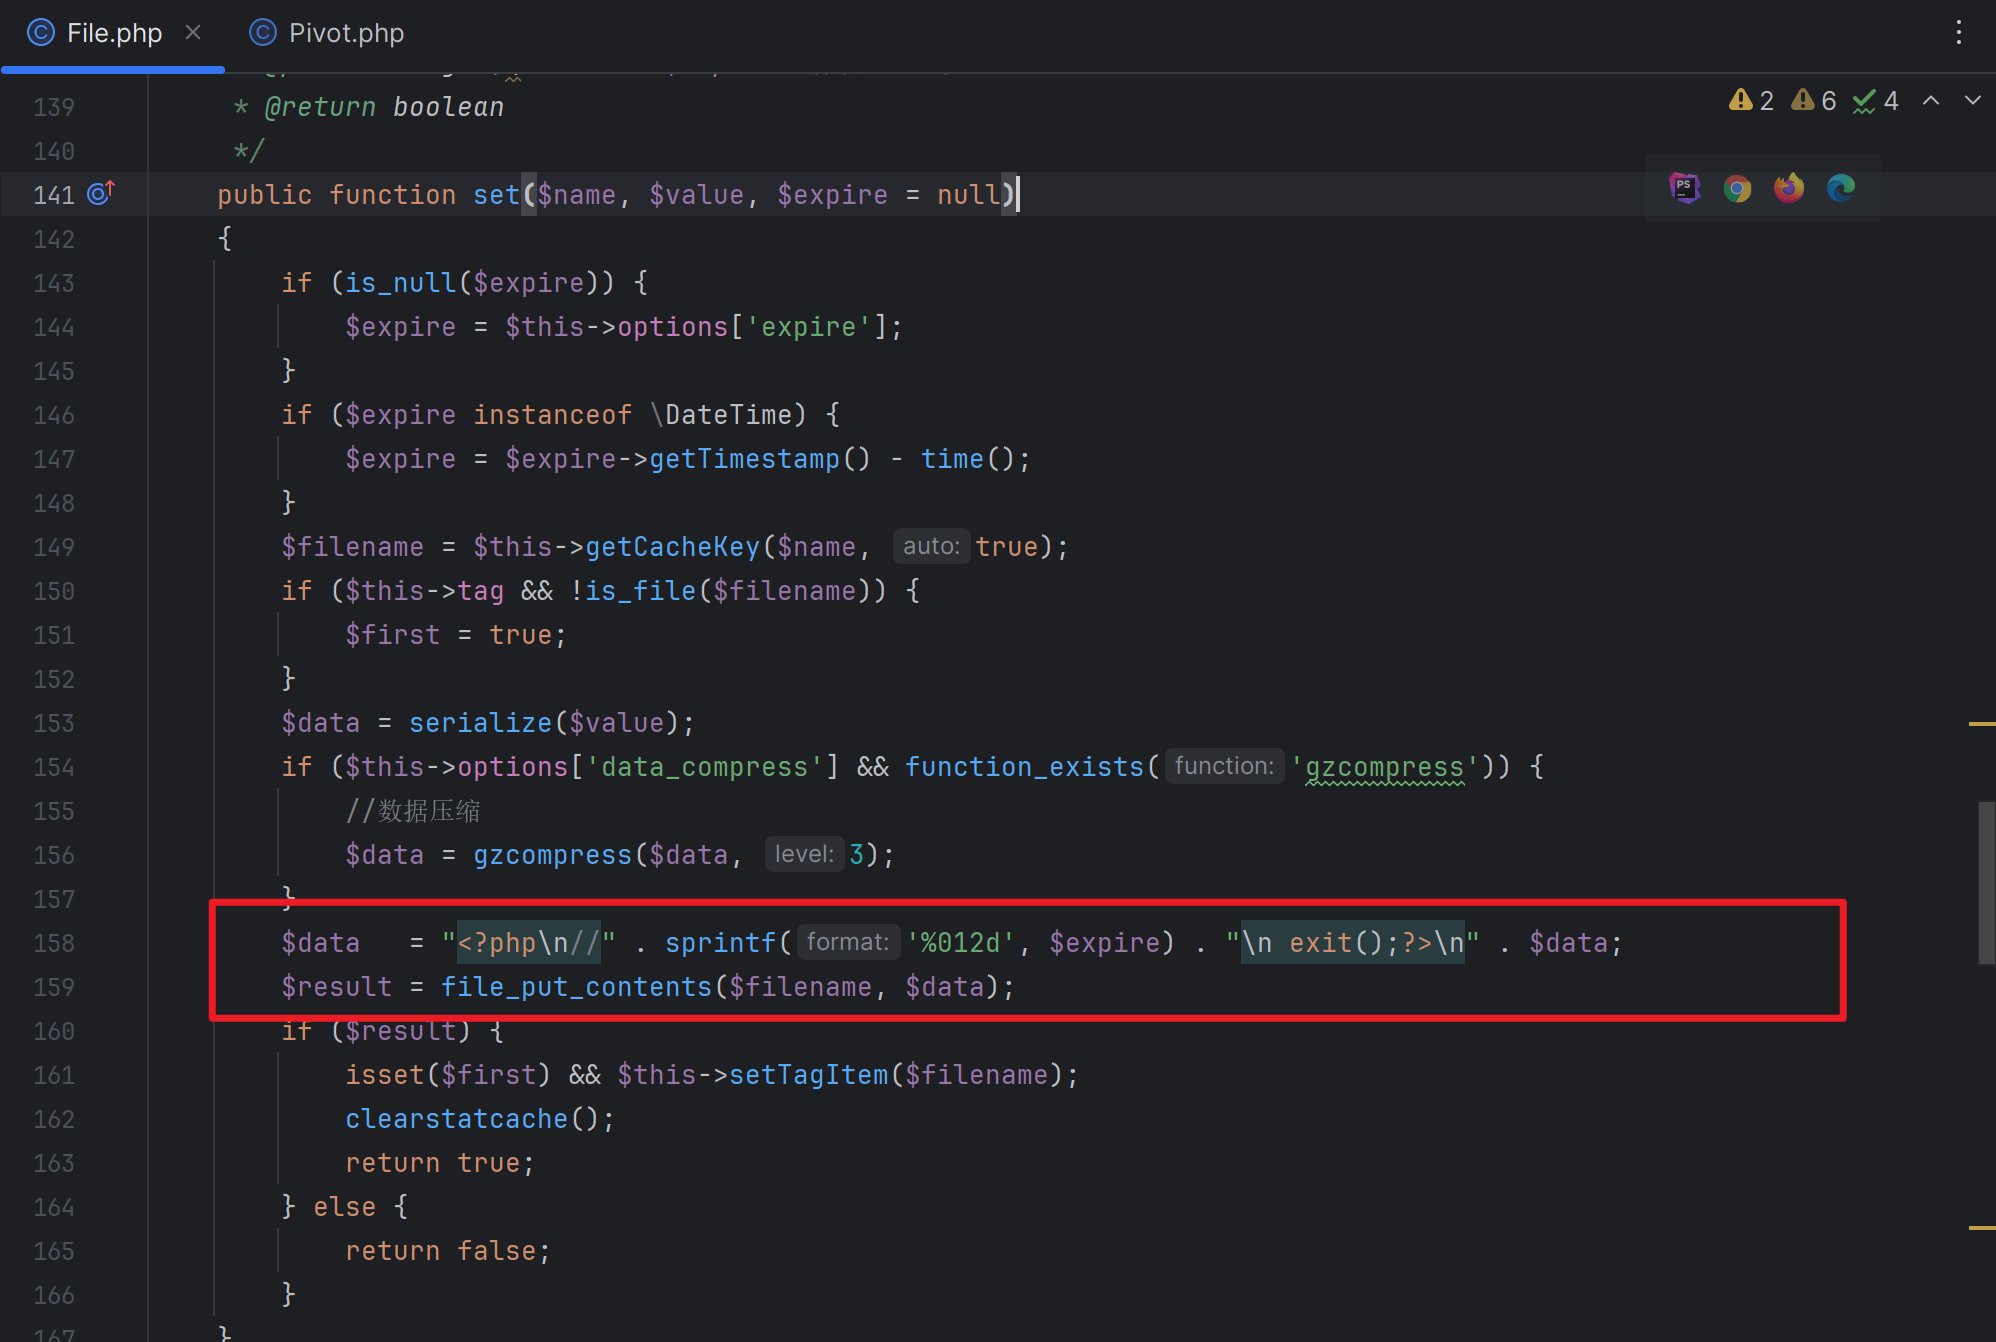 File.php
Pivot.php
139 * @return boolean
2 6 4
140 */
141 public function set($name, $value, $expire = null)
142 {
143 if (is_null($expire)) {
144 $expire = $this->options['expire'];
145 }
146 if ($expire instanceof \DateTime) {
147 $expire = $expire->getTimestamp() - time();
148 }
149 $filename = $this->getCacheKey($name, auto: true);
150 if ($this->tag && !is_file($filename)) {
151 $first = true;
152 }
153 $data = serialize($value);
154 if ($this->options['data_compress'] && function_exists( function: 'gzcompress')) {
155 //数据压缩
156 $data = gzcompress($data, level: 3);
157 }
158 $data   = "<?php\n//" . sprintf( format: '%012d', $expire) . "\n exit();?>\n" . $data;
159 $result = file_put_contents($filename, $data);
160 if ($result) {
161 isset($first) && $this->setTagItem($filename);
162 clearstatcache();
163 return true;
164 } else {
165 return false;
166 }
167 }